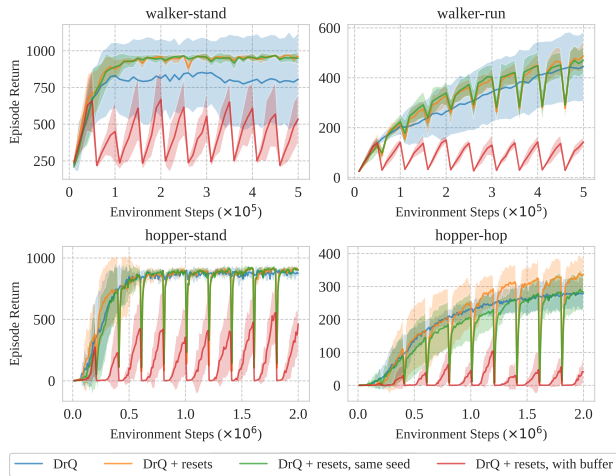 walker-stand
Episode Return
1000
750
500
250
0
1
2
3
4
5
Environment Steps (×10⁵)
walker-run
600
400
200
0
0
1
2
3
4
5
Environment Steps (×10⁵)
hopper-stand
Episode Return
1000
500
0
0.0
0.5
1.0
1.5
2.0
Environment Steps (×10⁶)
hopper-hop
400
300
200
100
0
0.0
0.5
1.0
1.5
2.0
Environment Steps (×10⁶)
DrQ
DrQ + resets
DrQ + resets, same seed
DrQ + resets, with buffer